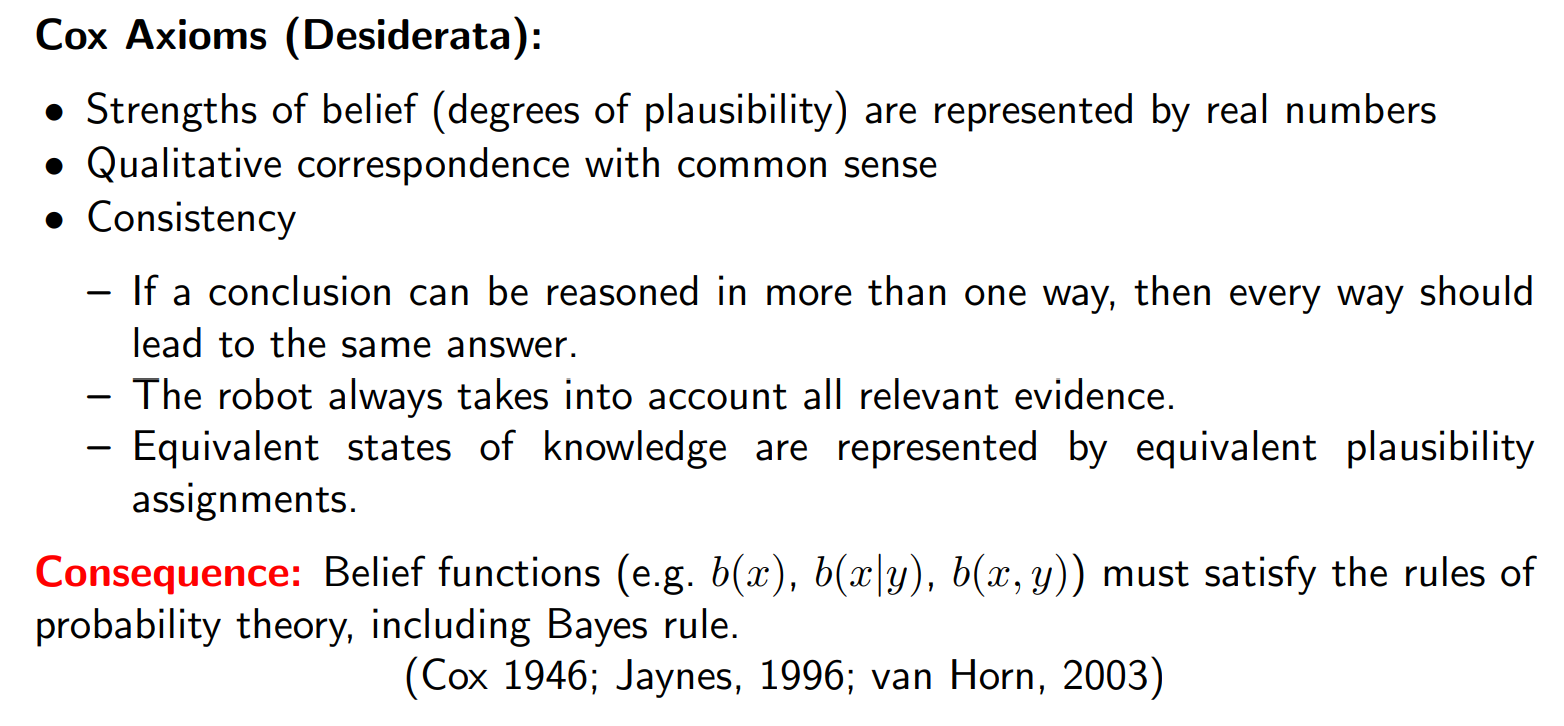 Cox Axioms (Desiderata):
• Strengths of belief (degrees of plausibility) are represented by real numbers
• Qualitative correspondence with common sense
• Consistency
– If a conclusion can be reasoned in more than one way, then every way should
lead to the same answer.
– The robot always takes into account all relevant evidence.
– Equivalent states of knowledge are represented by equivalent plausibility
assignments.
Consequence: Belief functions (e.g. b(x), b(x|y), b(x, y)) must satisfy the rules of
probability theory, including Bayes rule.
(Cox 1946; Jaynes, 1996; van Horn, 2003)